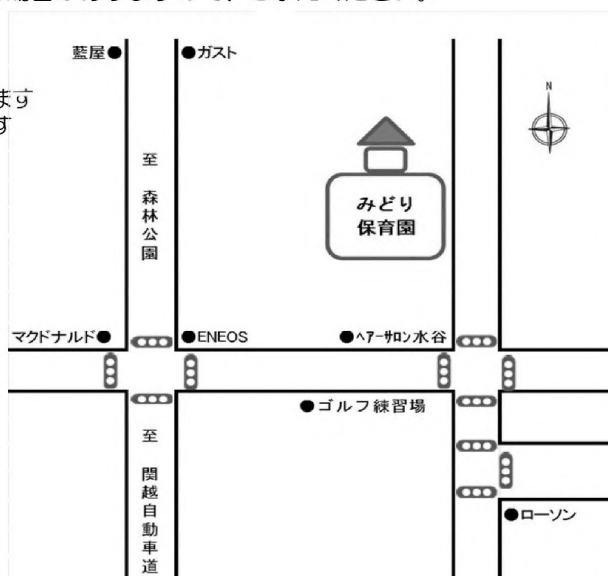 ます
す
藍屋
ガスト
N
至 森林公園
みどり
保育園
マクドナルド
ENEOS
ヘアーサロン水谷
ゴルフ練習場
至 関越自動車道
ローソン